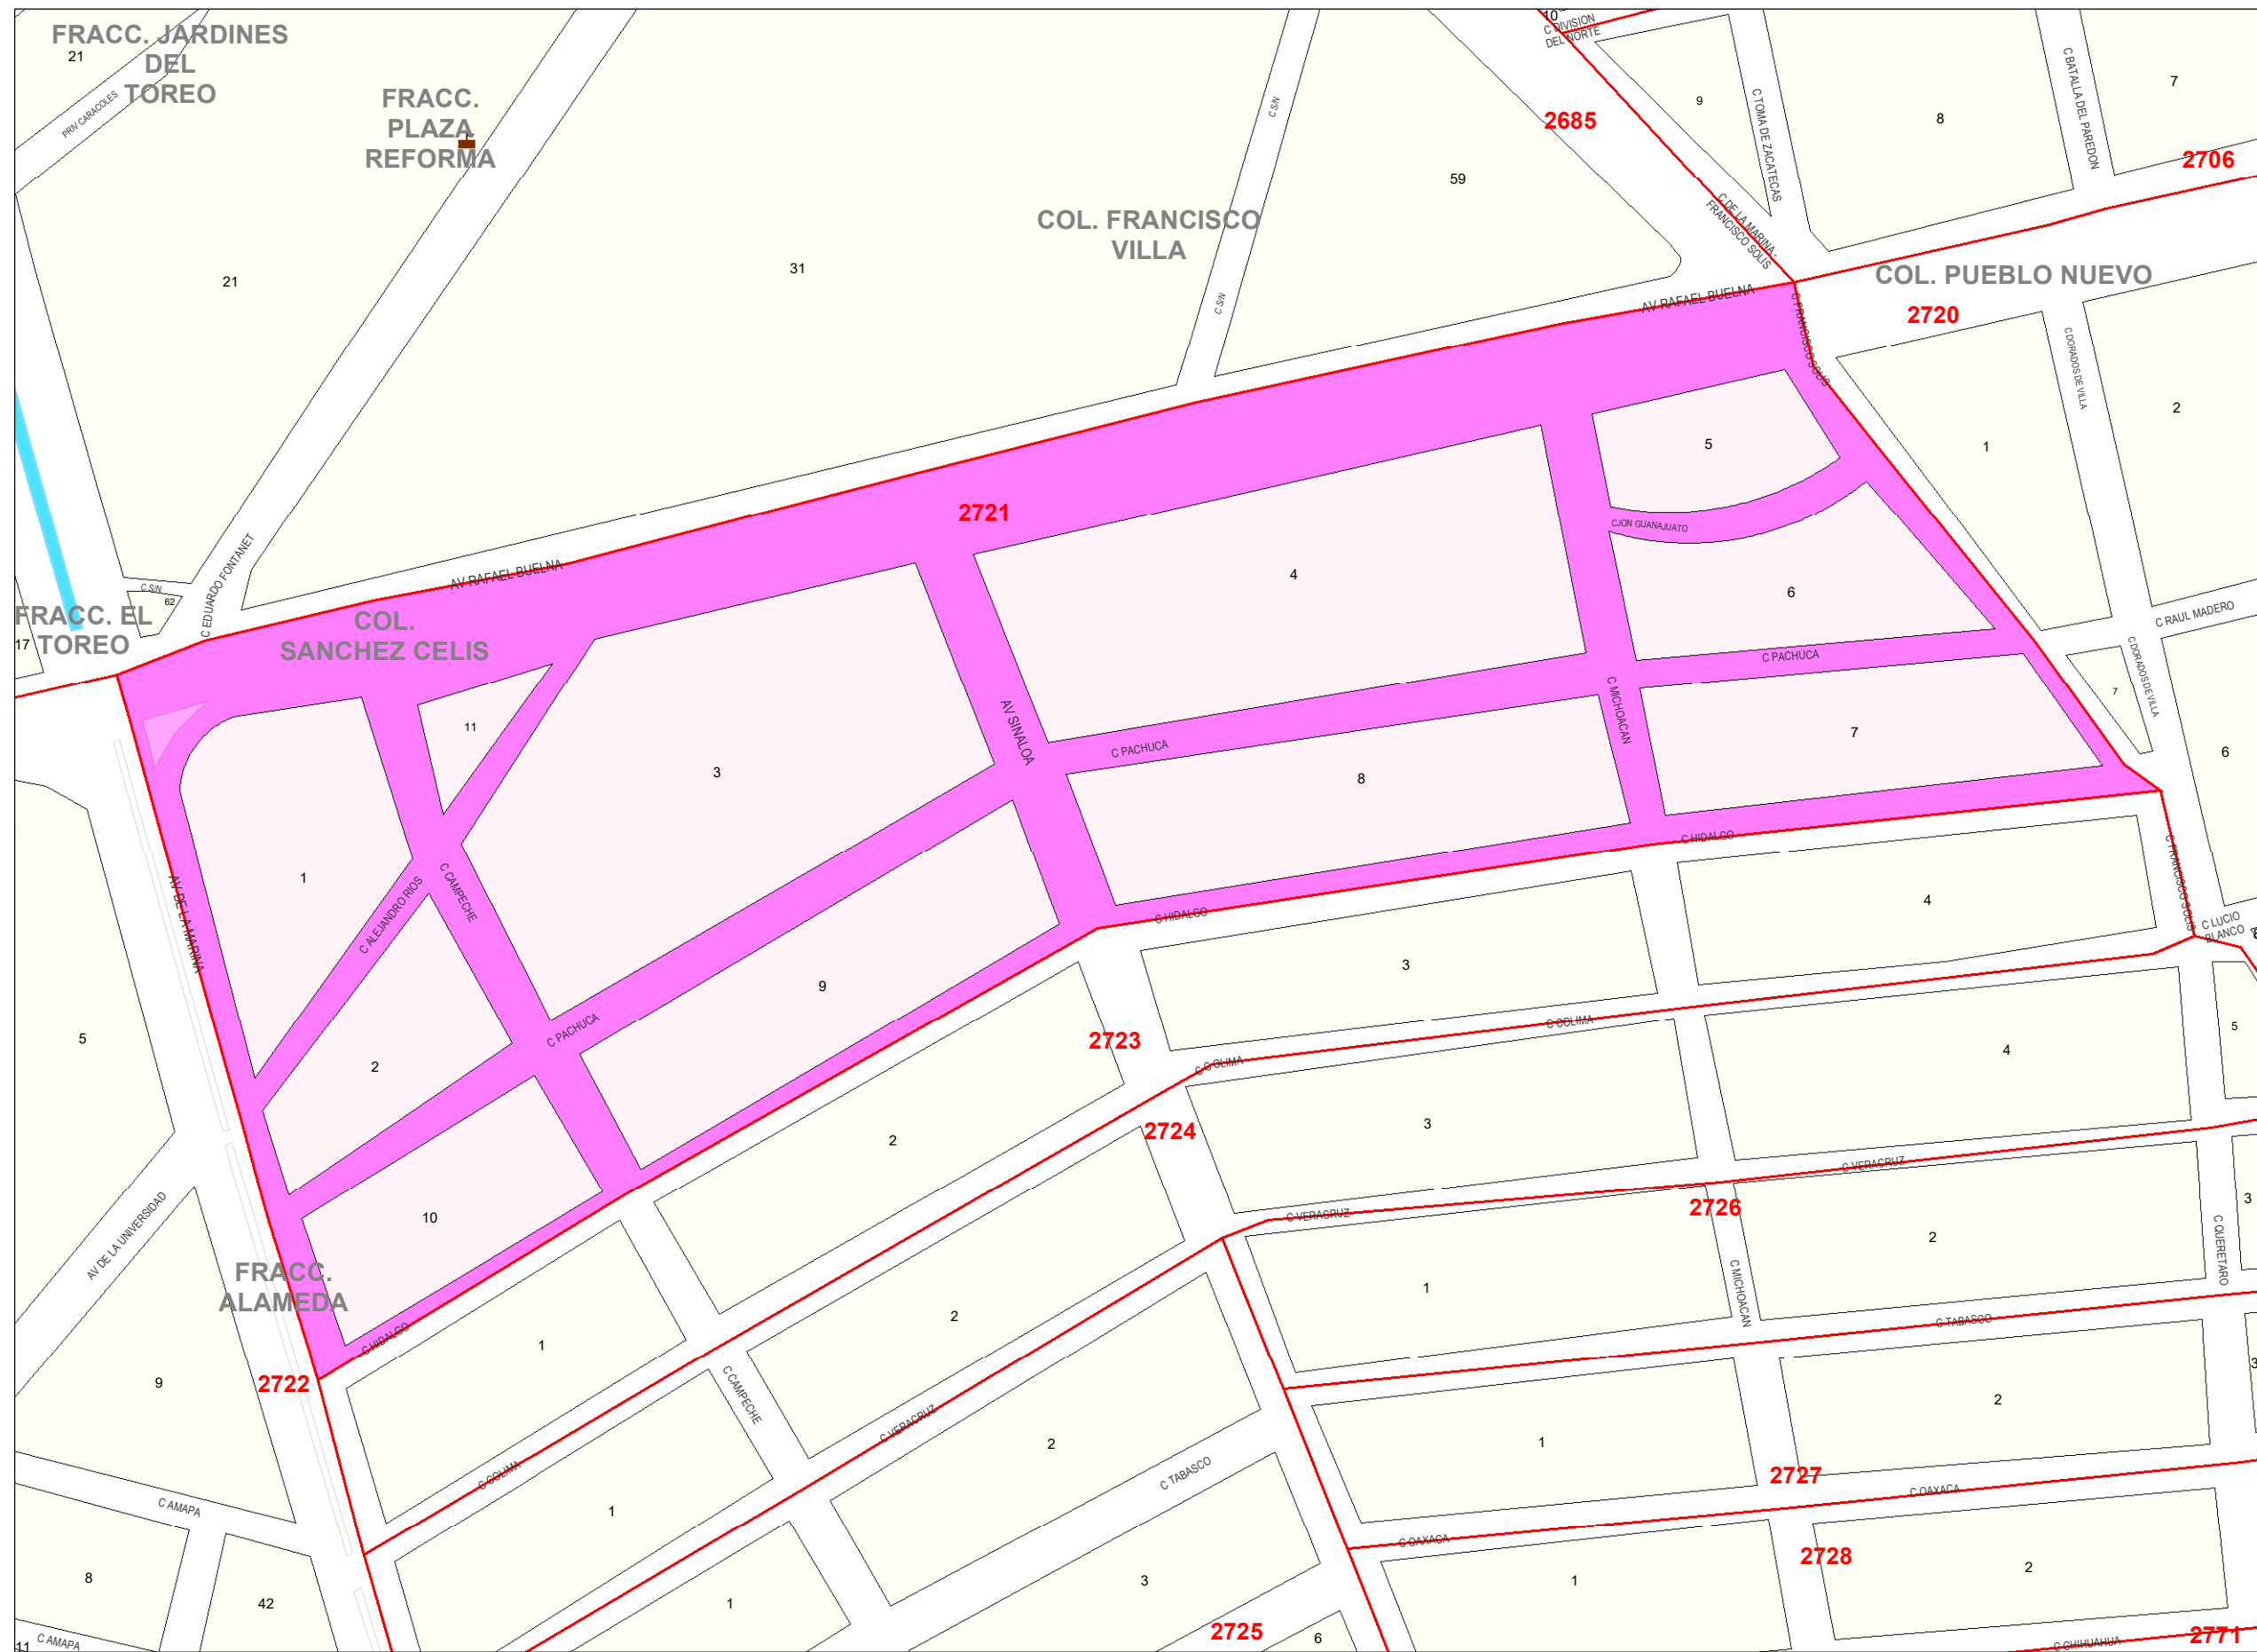 FRACC. JARDINES
DEL
TOREO
21
PRIV CARACOLES
FRACC.
PLAZA
REFORMA
21
31
COL. FRANCISCO
VILLA
C S/N
C S/N
59
10
C DIVISION
DEL NORTE
2685
9
C TOMA DE ZACATECAS
8
C BATALLA DEL PAREDON
7
2706
C DE LA MARINA -
FRANCISCO SOLIS
COL. PUEBLO NUEVO
2720
AV RAFAEL BUELNA
C FRANCISCO SOLIS
C DORADOS DE VILLA
1
2
5
CJON GUANAJUATO
2721
4
6
AV RAFAEL BUELNA
C EDUARDO FONTANET
C S/N
62
FRACC. EL
TOREO
17
COL.
SANCHEZ CELIS
C RAUL MADERO
C DORADOS DE VILLA
C PACHUCA
C MICHOACAN
7
11
3
AV SINALOA
C PACHUCA
8
7
6
C HIDALGO
1
C CAMPECHE
C ALEJANDRO RIOS
AV DE LA MARINA
C HIDALGO
4
C FRANCISCO SOLIS
C LUCIO
BLANCO
3
9
5
2
C PACHUCA
2723
C COLIMA
C COLIMA
5
4
2724
3
2
C VERACRUZ
AV DE LA UNIVERSIDAD
10
C VERACRUZ
2726
3
2
C QUERETARO
FRACC.
ALAMEDA
1
C MICHOACAN
C HIDALGO
1
2
C TABASCO
2722
9
C CAMPECHE
3
2
C VERACRUZ
2
1
C COLIMA
C TABASCO
2727
C OAXACA
C AMAPA
1
C OAXACA
2728
8
42
1
3
1
2
C AMAPA
11
2725
6
C CHIHUAHUA
2771